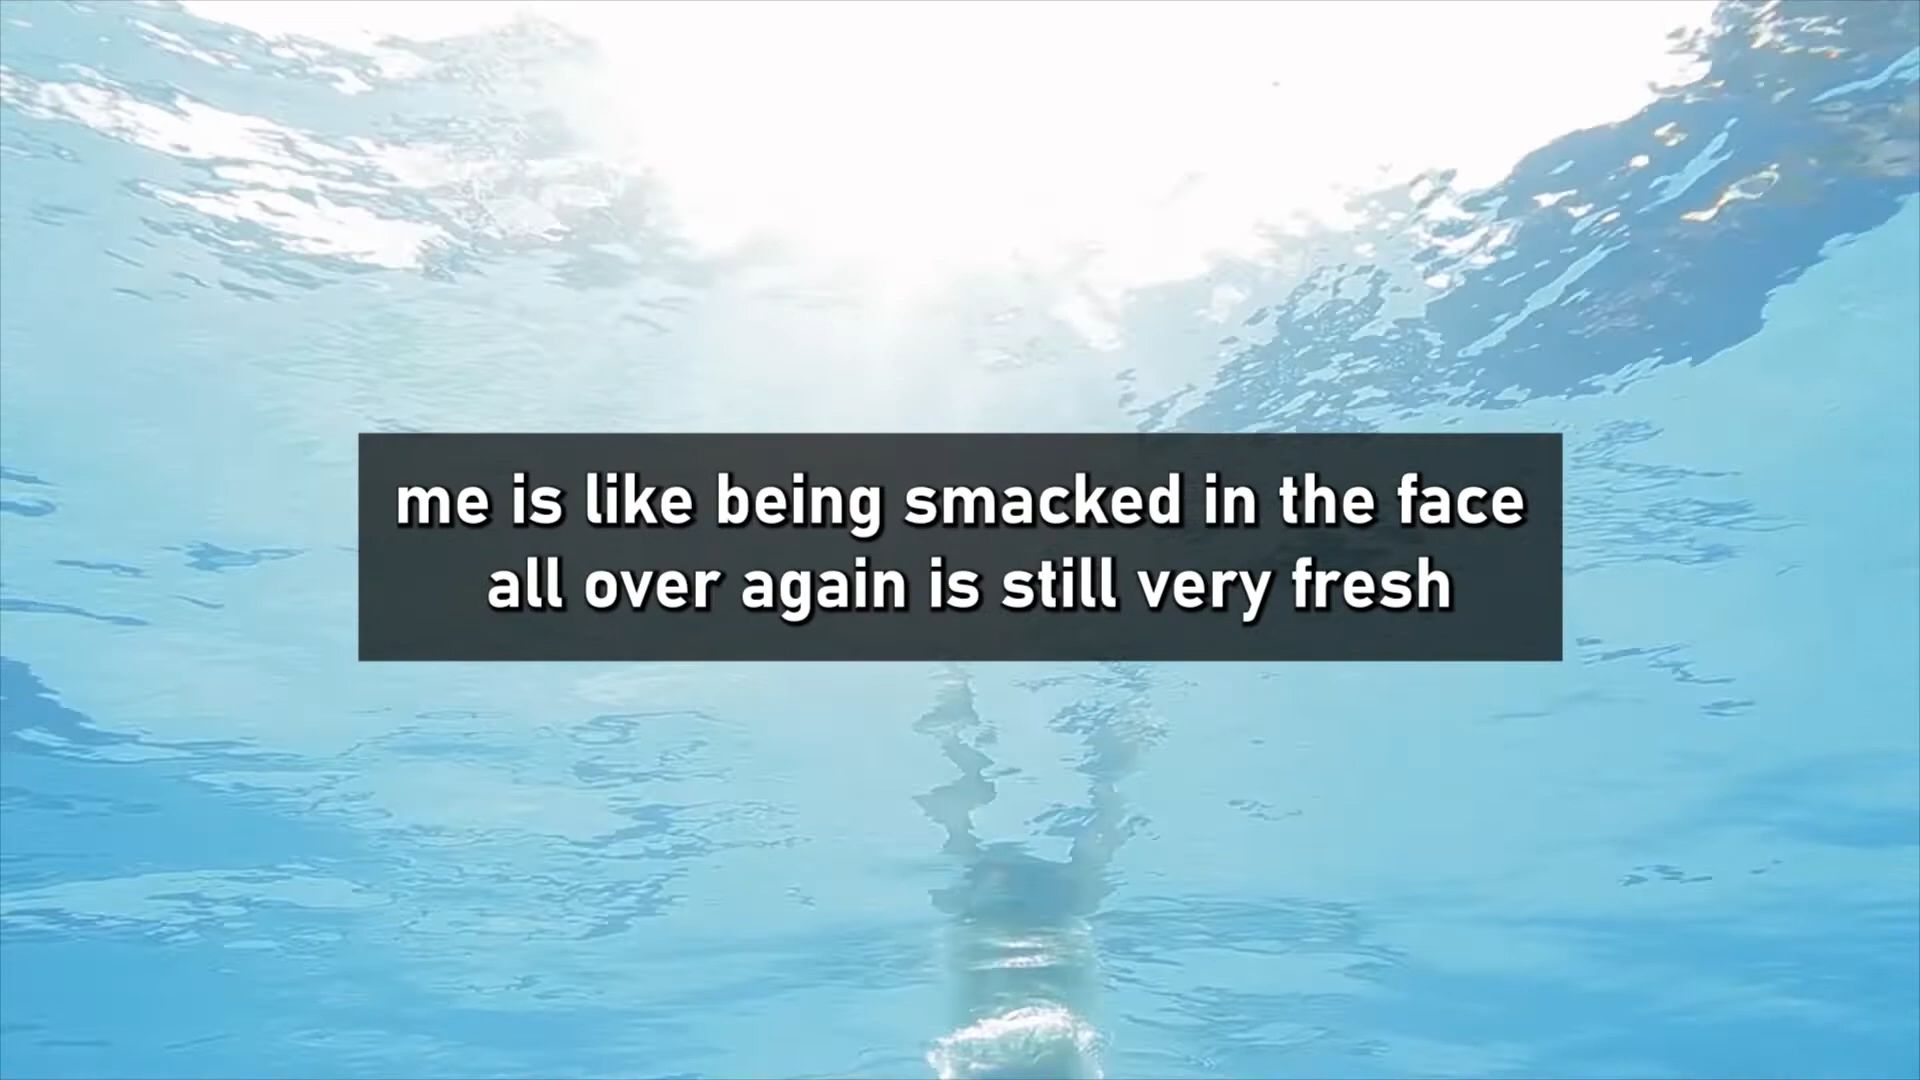 me is like being smacked in the face
all over again is still very fresh